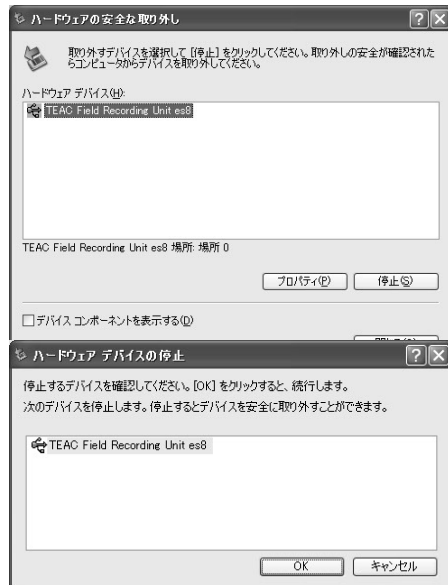 ハードウェアの安全な取り外し
取り外すデバイスを選択して [停止] をクリックしてください。取り外しの安全が確認された
らコンピュータからデバイスを取り外してください。
ハードウェア デバイス(H):
TEAC Field Recording Unit es8
TEAC Field Recording Unit es8 場所: 場所 0
プロパティ(P)
停止(S)
デバイス コンポーネントを表示する(D)
ハードウェア デバイスの停止
停止するデバイスを確認してください。[OK] をクリックすると、続行します。
次のデバイスを停止します。停止するとデバイスを安全に取り外すことができます。
TEAC Field Recording Unit es8
OK
キャンセル